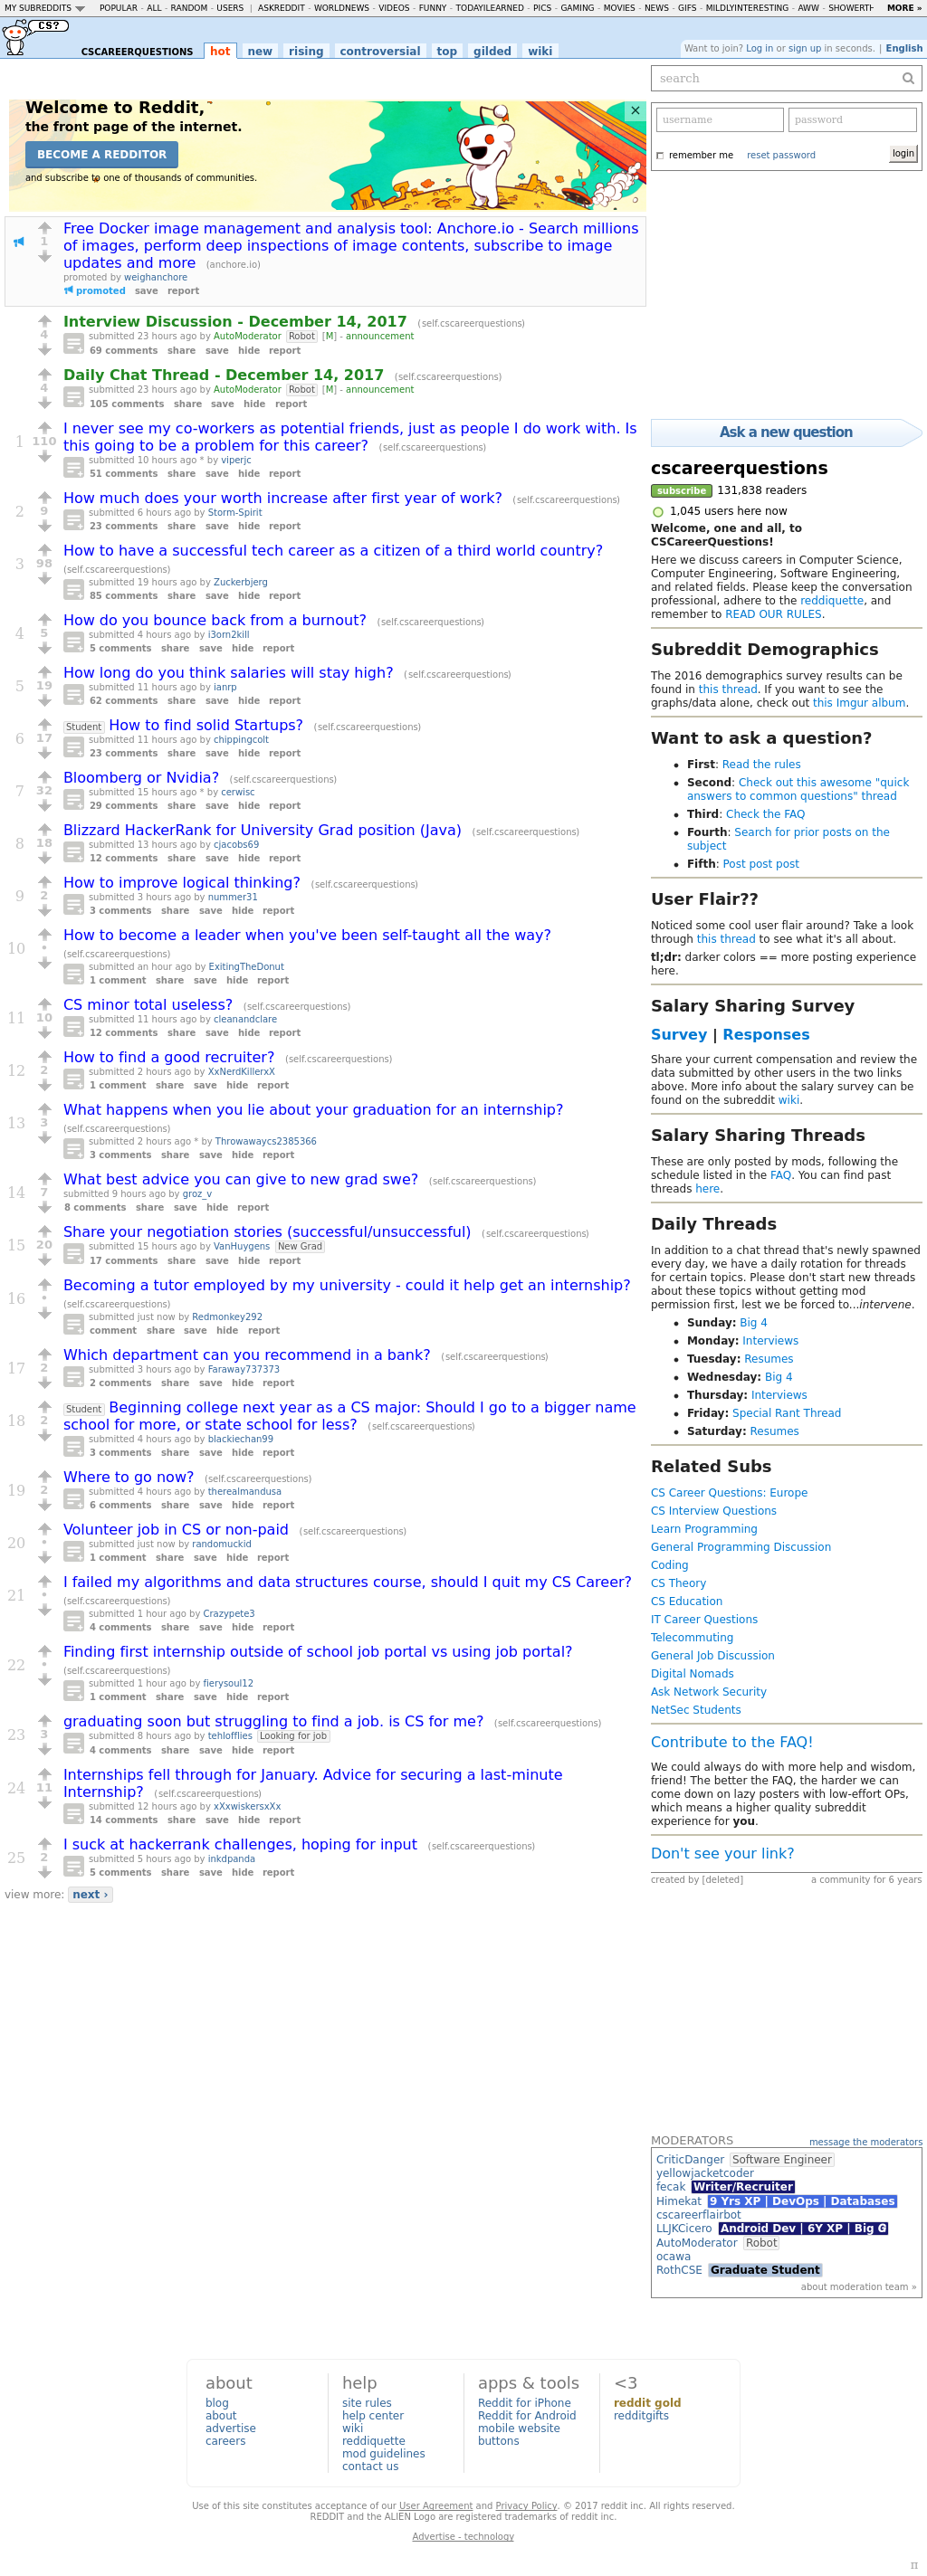 MY SUBREDDITS POPULAR - ALL - RANDOM - USERS | ASKREDDIT - WORLDNEWS - VIDEOS - FUNNY - TODAYILEARNED - PICS - GAMING - MOVIES - NEWS - GIFS - MILDLYINTERESTING - AWW - SHOWERTH MORE »
CS?
CSCAREERQUESTIONS hot new rising controversial top gilded wiki
Want to join? Log in or sign up in seconds. | English
search
Welcome to Reddit,
the front page of the internet.
BECOME A REDDITOR
and subscribe to one of thousands of communities.
×
username password
remember me reset password login
1
Free Docker image management and analysis tool: Anchore.io - Search millions
of images, perform deep inspections of image contents, subscribe to image
updates and more (anchore.io)
promoted by weighanchore
promoted save report
4
Interview Discussion - December 14, 2017 (self.cscareerquestions)
submitted 23 hours ago by AutoModerator Robot [M] - announcement
69 comments share save hide report
4
Daily Chat Thread - December 14, 2017 (self.cscareerquestions)
submitted 23 hours ago by AutoModerator Robot [M] - announcement
105 comments share save hide report
1 110
I never see my co-workers as potential friends, just as people I do work with. Is
this going to be a problem for this career? (self.cscareerquestions)
submitted 10 hours ago * by viperjc
51 comments share save hide report
2 9
How much does your worth increase after first year of work? (self.cscareerquestions)
submitted 6 hours ago by Storm-Spirit
23 comments share save hide report
3 98
How to have a successful tech career as a citizen of a third world country?
(self.cscareerquestions)
submitted 19 hours ago by Zuckerbjerg
85 comments share save hide report
4 5
How do you bounce back from a burnout? (self.cscareerquestions)
submitted 4 hours ago by i3orn2kill
5 comments share save hide report
5 19
How long do you think salaries will stay high? (self.cscareerquestions)
submitted 11 hours ago by ianrp
62 comments share save hide report
6 17
Student How to find solid Startups? (self.cscareerquestions)
submitted 11 hours ago by chippingcolt
23 comments share save hide report
7 32
Bloomberg or Nvidia? (self.cscareerquestions)
submitted 15 hours ago * by cerwisc
29 comments share save hide report
8 18
Blizzard HackerRank for University Grad position (Java) (self.cscareerquestions)
submitted 13 hours ago by cjacobs69
12 comments share save hide report
9 2
How to improve logical thinking? (self.cscareerquestions)
submitted 3 hours ago by nummer31
3 comments share save hide report
10 •
How to become a leader when you've been self-taught all the way?
(self.cscareerquestions)
submitted an hour ago by ExitingTheDonut
1 comment share save hide report
11 10
CS minor total useless? (self.cscareerquestions)
submitted 11 hours ago by cleanandclare
12 comments share save hide report
12 2
How to find a good recruiter? (self.cscareerquestions)
submitted 2 hours ago by XxNerdKillerxX
1 comment share save hide report
13 3
What happens when you lie about your graduation for an internship?
(self.cscareerquestions)
submitted 2 hours ago * by Throwawaycs2385366
3 comments share save hide report
14 7
What best advice you can give to new grad swe? (self.cscareerquestions)
submitted 9 hours ago by groz_v
8 comments share save hide report
15 20
Share your negotiation stories (successful/unsuccessful) (self.cscareerquestions)
submitted 15 hours ago by VanHuygens New Grad
17 comments share save hide report
16 •
Becoming a tutor employed by my university - could it help get an internship?
(self.cscareerquestions)
submitted just now by Redmonkey292
comment share save hide report
17 2
Which department can you recommend in a bank? (self.cscareerquestions)
submitted 3 hours ago by Faraway737373
2 comments share save hide report
18 2
Student Beginning college next year as a CS major: Should I go to a bigger name
school for more, or state school for less? (self.cscareerquestions)
submitted 4 hours ago by blackiechan99
3 comments share save hide report
19 2
Where to go now? (self.cscareerquestions)
submitted 4 hours ago by therealmandusa
6 comments share save hide report
20 •
Volunteer job in CS or non-paid (self.cscareerquestions)
submitted just now by randomuckid
1 comment share save hide report
21 •
I failed my algorithms and data structures course, should I quit my CS Career?
(self.cscareerquestions)
submitted 1 hour ago by Crazypete3
4 comments share save hide report
22 •
Finding first internship outside of school job portal vs using job portal?
(self.cscareerquestions)
submitted 1 hour ago by fierysoul12
1 comment share save hide report
23 3
graduating soon but struggling to find a job. is CS for me? (self.cscareerquestions)
submitted 8 hours ago by tehlofflies Looking for job
4 comments share save hide report
24 11
Internships fell through for January. Advice for securing a last-minute
Internship? (self.cscareerquestions)
submitted 12 hours ago by xXxwiskersxXx
14 comments share save hide report
25 2
I suck at hackerrank challenges, hoping for input (self.cscareerquestions)
submitted 5 hours ago by inkdpanda
5 comments share save hide report
view more: next ›
Ask a new question
cscareerquestions
subscribe 131,838 readers
1,045 users here now
Welcome, one and all, to
CSCareerQuestions!
Here we discuss careers in Computer Science,
Computer Engineering, Software Engineering,
and related fields. Please keep the conversation
professional, adhere to the reddiquette, and
remember to READ OUR RULES.
Subreddit Demographics
The 2016 demographics survey results can be
found in this thread. If you want to see the
graphs/data alone, check out this Imgur album.
Want to ask a question?
• First: Read the rules
• Second: Check out this awesome "quick
answers to common questions" thread
• Third: Check the FAQ
• Fourth: Search for prior posts on the
subject
• Fifth: Post post post
User Flair??
Noticed some cool user flair around? Take a look
through this thread to see what it's all about.
tl;dr: darker colors == more posting experience
here.
Salary Sharing Survey
Survey | Responses
Share your current compensation and review the
data submitted by other users in the two links
above. More info about the salary survey can be
found on the subreddit wiki.
Salary Sharing Threads
These are only posted by mods, following the
schedule listed in the FAQ. You can find past
threads here.
Daily Threads
In addition to a chat thread that's newly spawned
every day, we have a daily rotation for threads
for certain topics. Please don't start new threads
about these topics without getting mod
permission first, lest we be forced to...intervene.
• Sunday: Big 4
• Monday: Interviews
• Tuesday: Resumes
• Wednesday: Big 4
• Thursday: Interviews
• Friday: Special Rant Thread
• Saturday: Resumes
Related Subs
CS Career Questions: Europe
CS Interview Questions
Learn Programming
General Programming Discussion
Coding
CS Theory
CS Education
IT Career Questions
Telecommuting
General Job Discussion
Digital Nomads
Ask Network Security
NetSec Students
Contribute to the FAQ!
We could always do with more help and wisdom,
friend! The better the FAQ, the harder we can
come down on lazy posters with low-effort OPs,
which means a higher quality subreddit
experience for you.
Don't see your link?
created by [deleted] a community for 6 years
MODERATORS message the moderators
CriticDanger Software Engineer
yellowjacketcoder
fecak Writer/Recruiter
Himekat 9 Yrs XP | DevOps | Databases
cscareerflairbot
LLJKCicero Android Dev | 6Y XP | Big G
AutoModerator Robot
ocawa
RothCSE Graduate Student
about moderation team »
about
blog
about
advertise
careers
help
site rules
help center
wiki
reddiquette
mod guidelines
contact us
apps & tools
Reddit for iPhone
Reddit for Android
mobile website
buttons
<3
reddit gold
redditgifts
Use of this site constitutes acceptance of our User Agreement and Privacy Policy. © 2017 reddit inc. All rights reserved.
REDDIT and the ALIEN Logo are registered trademarks of reddit inc.
Advertise - technology
π